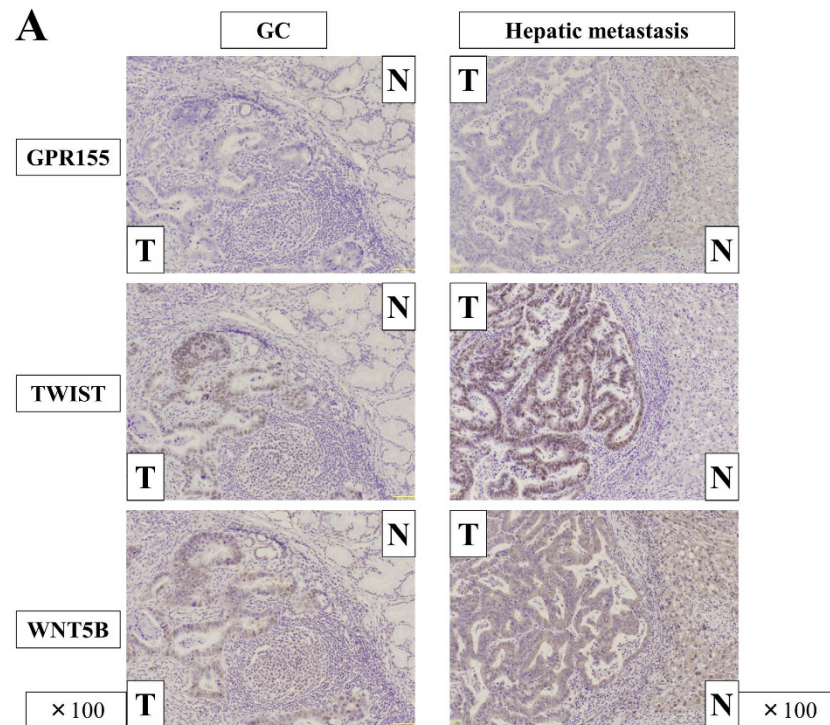 A
GC
Hepatic metastasis
GPR155
N
T
T
N
TWIST
N
T
T
N
WNT5B
N
T
T
N
× 100
× 100